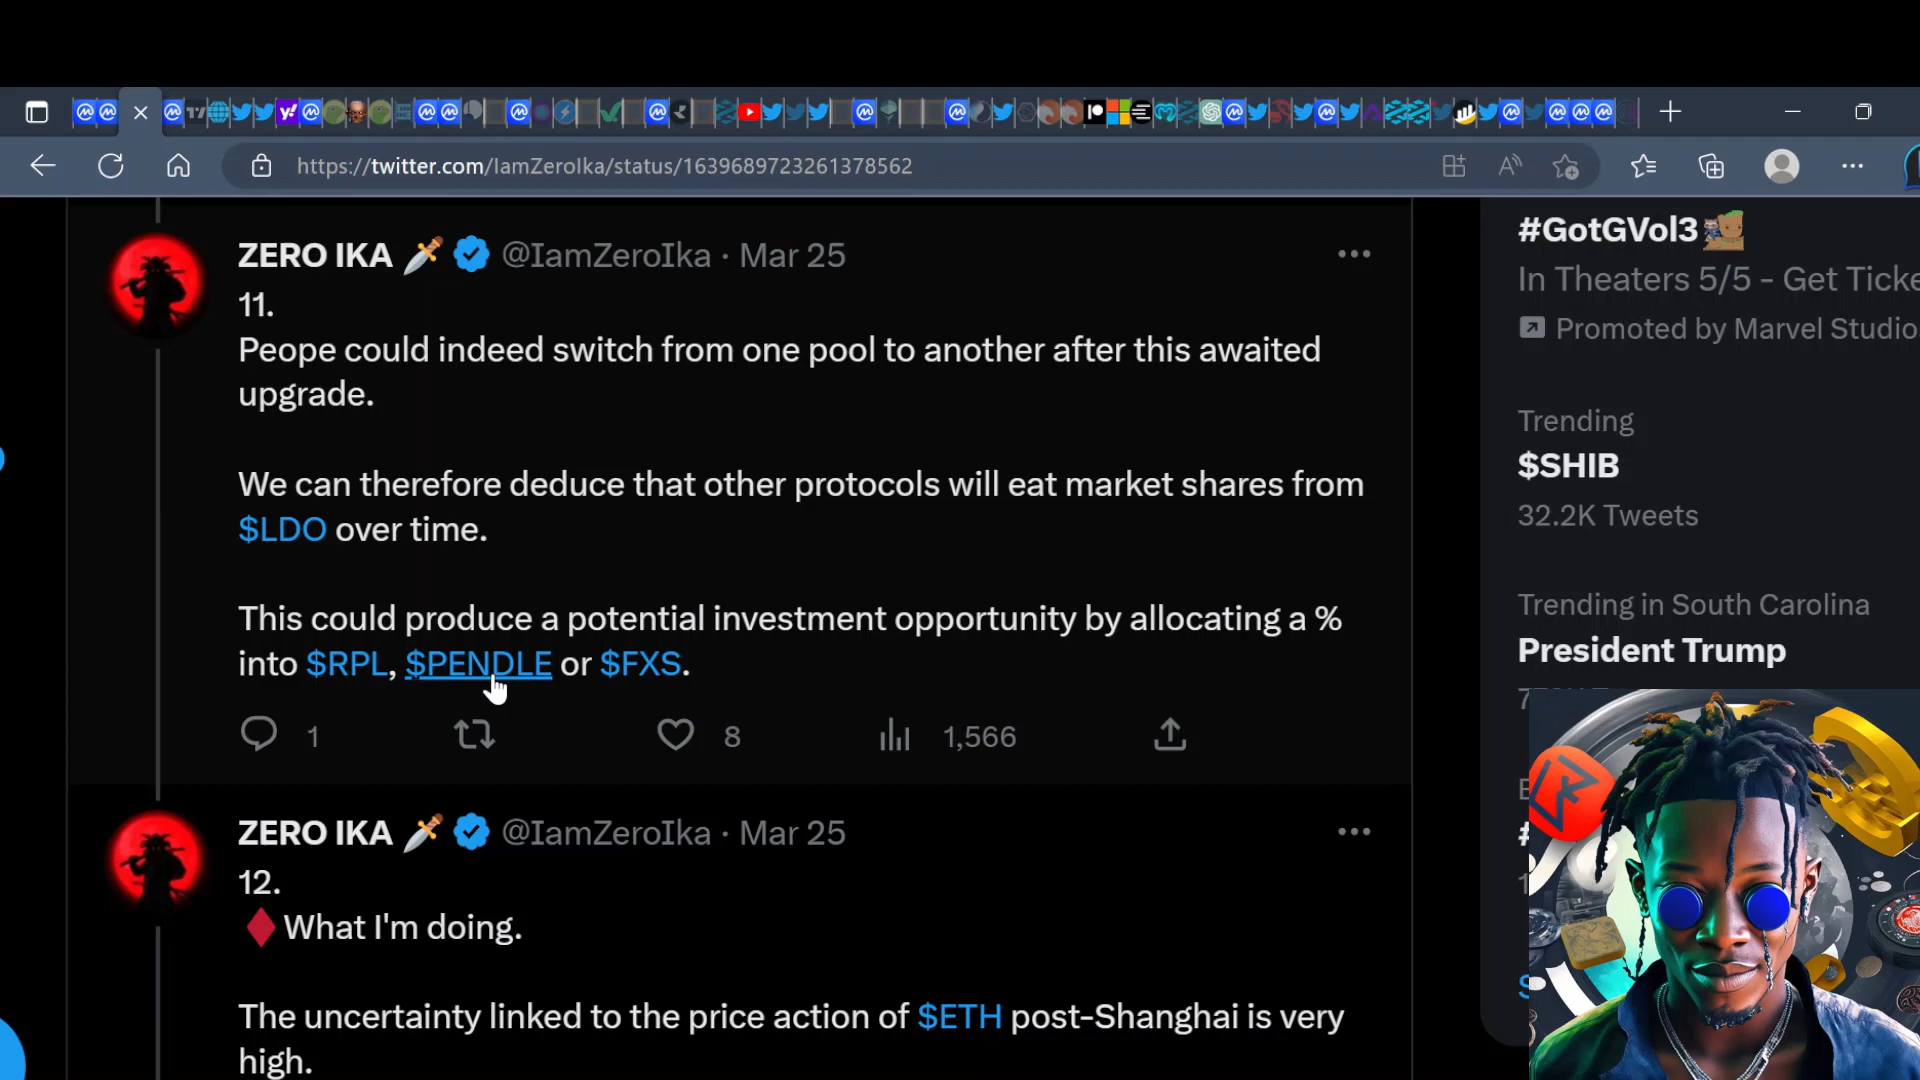 https://twitter.com/IamZeroIka/status/1639689723261378562
ZERO IKA @IamZeroIka · Mar 25
11.
Peope could indeed switch from one pool to another after this awaited
upgrade.
We can therefore deduce that other protocols will eat market shares from
$LDO over time.
This could produce a potential investment opportunity by allocating a %
into $RPL, $PENDLE or $FXS.
1
8
1,566
ZERO IKA @IamZeroIka · Mar 25
12.
What I'm doing.
The uncertainty linked to the price action of $ETH post-Shanghai is very
high.
#GotGVol3
In Theaters 5/5 - Get Ticke
Promoted by Marvel Studio
Trending
$SHIB
32.2K Tweets
Trending in South Carolina
President Trump